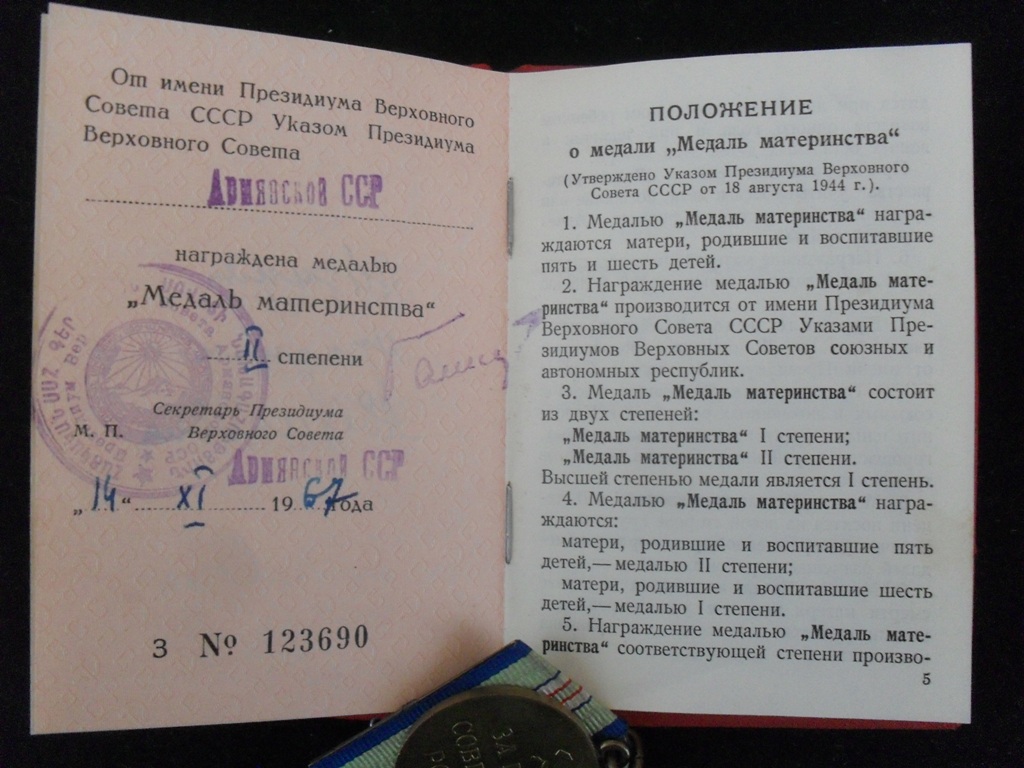 От имени Президиума Верховного
Совета СССР Указом Президиума
Верховного Совета
Армянской ССР
награждена медалью
„Медаль материнства“
II степени
Секретарь Президиума
М. П. Верховного Совета
Армянской ССР
„14“ XI 1967 года
З № 123690
ПОЛОЖЕНИЕ
о медали „Медаль материнства“
(Утверждено Указом Президиума Верховного
Совета СССР от 18 августа 1944 г.).
1. Медалью „Медаль материнства“ награ-
ждаются матери, родившие и воспитавшие
пять и шесть детей.
2. Награждение медалью „Медаль мате-
ринства“ производится от имени Президиума
Верховного Совета СССР Указами Пре-
зидиумов Верховных Советов союзных и
автономных республик.
3. Медаль „Медаль материнства“ состоит
из двух степеней:
„Медаль материнства“ I степени;
„Медаль материнства“ II степени.
Высшей степенью медали является I степень.
4. Медалью „Медаль материнства“ награ-
ждаются:
матери, родившие и воспитавшие пять
детей,— медалью II степени;
матери, родившие и воспитавшие шесть
детей,— медалью I степени.
5. Награждение медалью „Медаль мате-
ринства“ соответствующей степени произво-
5
ЗА
СОВЕ